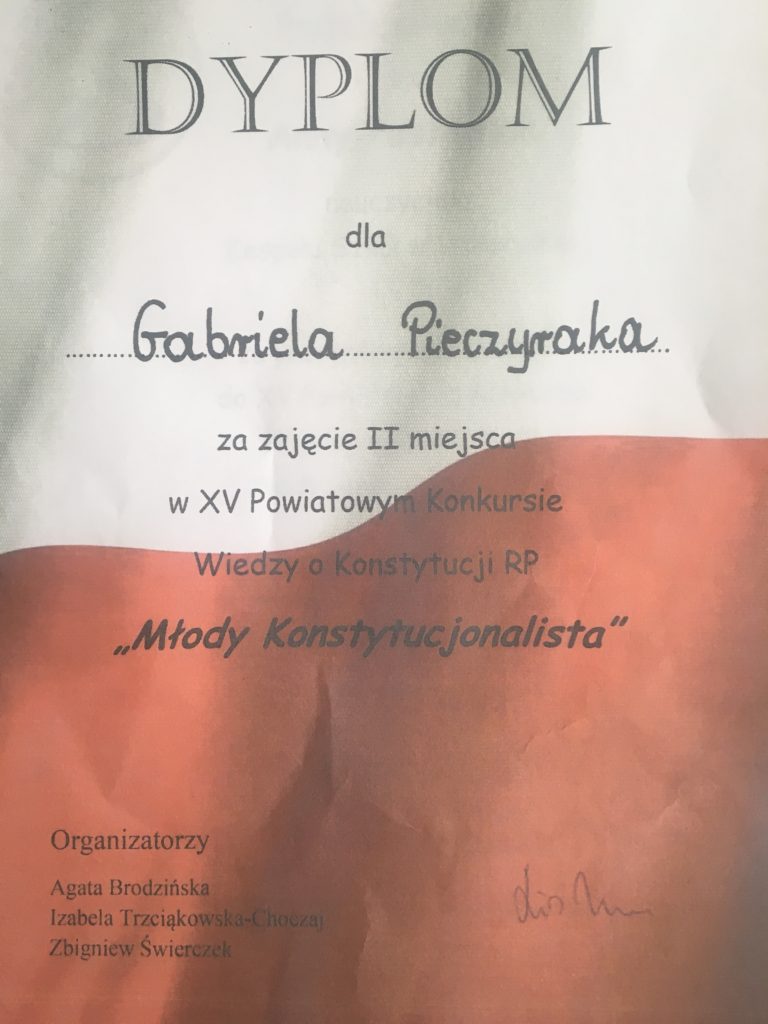 DYPLOM
dla
Gabriela Pieczyraka
za zajęcie II miejsca
w XV Powiatowym Konkursie
Wiedzy o Konstytucji RP
„Młody Konstytucjonalista”
Organizatorzy
Agata Brodzińska
Izabela Trzciąkowska-Choczaj
Zbigniew Świerczek